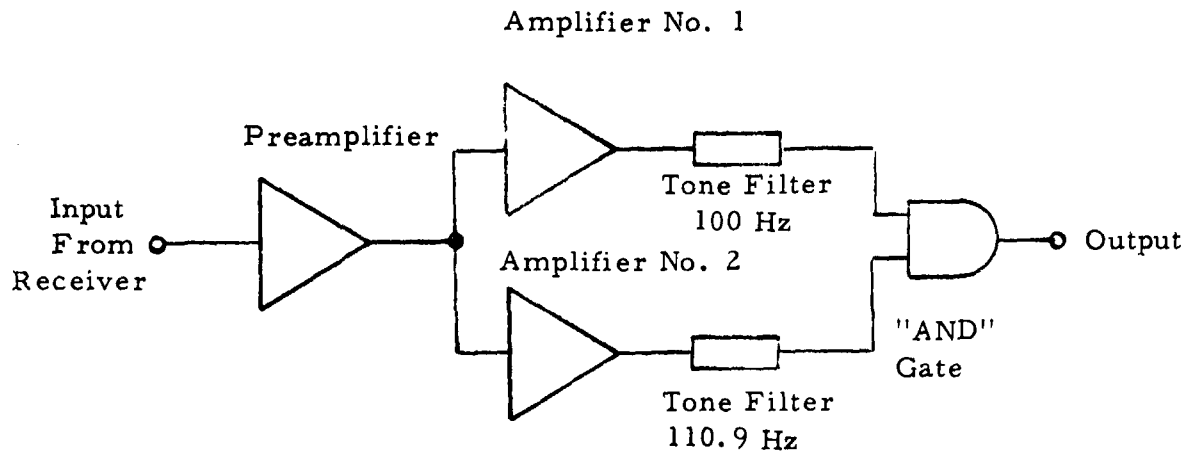 Amplifier No. 1
Preamplifier
Tone Filter
100 Hz
Input
From
Receiver
Amplifier No. 2
Output
"AND"
Gate
Tone Filter
110.9 Hz